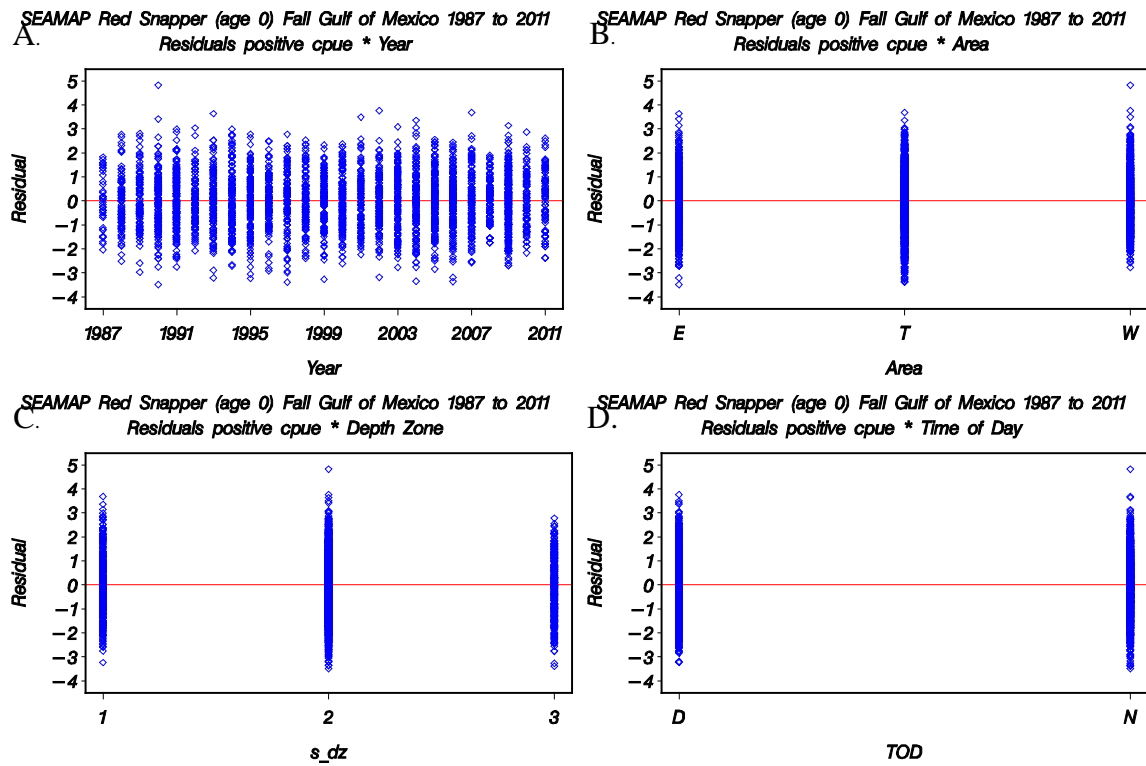 SEAMAP Red Snapper (age 0) Fall Gulf of Mexico 1987 to 2011
A.
Residuals positive cpue * Year
5
4
3
2
1
0
−1
−2
−3
−4
Residual
1987 1991 1995 1999 2003 2007 2011
Year
SEAMAP Red Snapper (age 0) Fall Gulf of Mexico 1987 to 2011
B.
Residuals positive cpue * Area
5
4
3
2
1
0
−1
−2
−3
−4
Residual
E T W
Area
SEAMAP Red Snapper (age 0) Fall Gulf of Mexico 1987 to 2011
C.
Residuals positive cpue * Depth Zone
5
4
3
2
1
0
−1
−2
−3
−4
Residual
1 2 3
s_dz
SEAMAP Red Snapper (age 0) Fall Gulf of Mexico 1987 to 2011
D.
Residuals positive cpue * Time of Day
5
4
3
2
1
0
−1
−2
−3
−4
Residual
D N
TOD